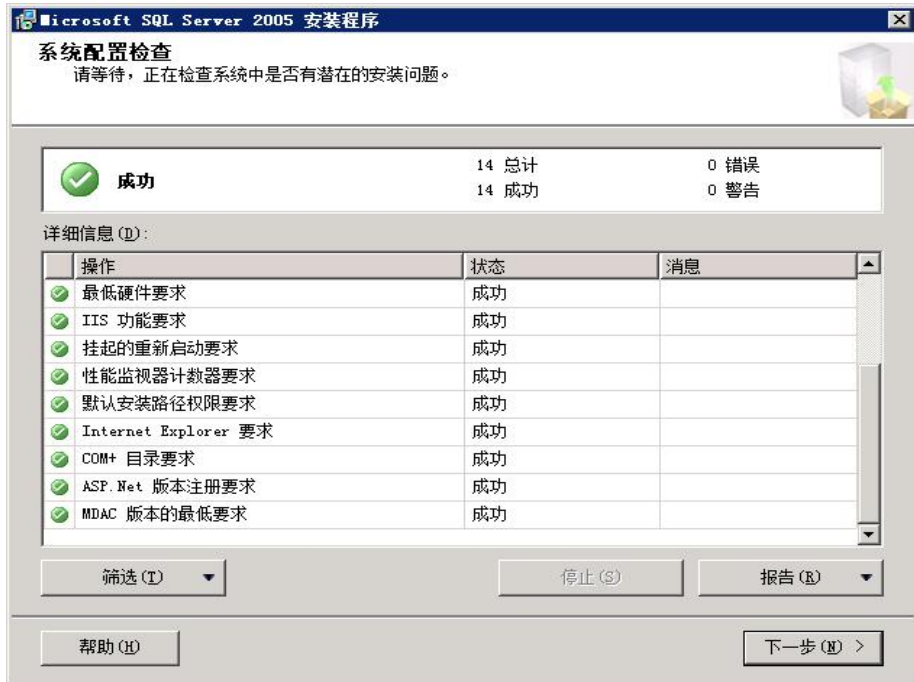 Microsoft SQL Server 2005 安装程序
系统配置检查
请等待，正在检查系统中是否有潜在的安装问题。
成功
14 总计
0 错误
14 成功
0 警告
详细信息(D):
操作 状态 消息
最低硬件要求 成功
IIS 功能要求 成功
挂起的重新启动要求 成功
性能监视器计数器要求 成功
默认安装路径权限要求 成功
Internet Explorer 要求 成功
COM+ 目录要求 成功
ASP.Net 版本注册要求 成功
MDAC 版本的最低要求 成功
筛选(T) 停止(S) 报告(R)
帮助(H) 下一步(N) >